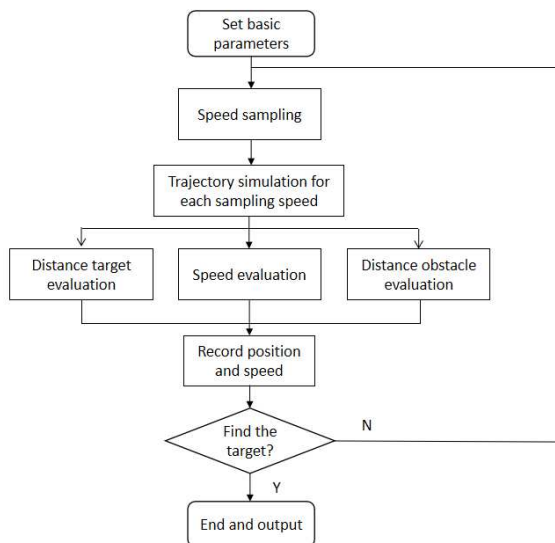 Set basic
parameters
Speed sampling
Trajectory simulation for
each sampling speed
Distance target
evaluation
Speed evaluation
Distance obstacle
evaluation
Record position
and speed
Find the
target?
N
Y
End and output